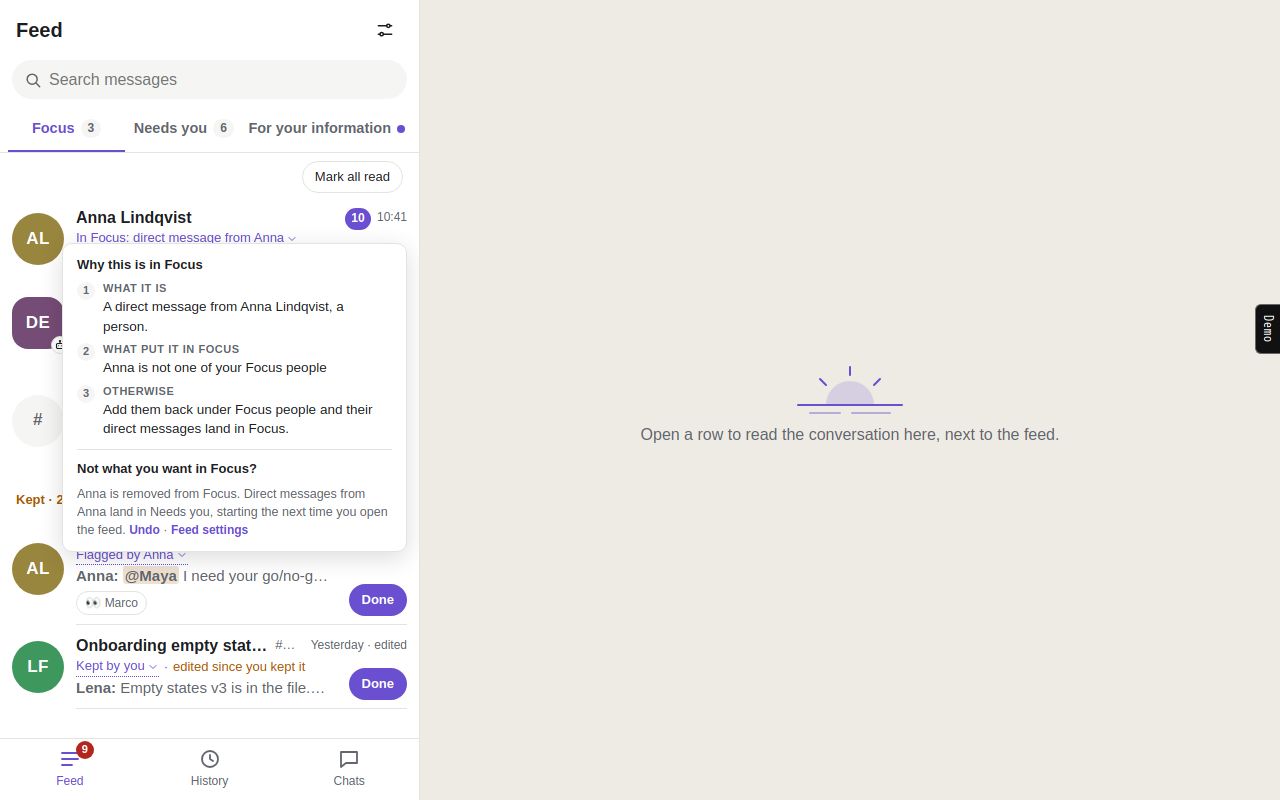 Feed
Search messages
Focus 3 Needs you 6 For your information
Mark all read
AL Anna Lindqvist 10 10:41
In Focus: direct message from Anna
Why this is in Focus
1 WHAT IT IS
A direct message from Anna Lindqvist, a
person.
DE
2 WHAT PUT IT IN FOCUS
Anna is not one of your Focus people
3 OTHERWISE
Add them back under Focus people and their
direct messages land in Focus.
#
Not what you want in Focus?
Anna is removed from Focus. Direct messages from
Anna land in Needs you, starting the next time you open
the feed. Undo · Feed settings
Kept · 2
AL Flagged by Anna
Anna: @Maya I need your go/no-g…
👀 Marco Done
LF Onboarding empty stat… #… Yesterday · edited
Kept by you · edited since you kept it
Lena: Empty states v3 is in the file.… Done
9
Feed History Chats
Open a row to read the conversation here, next to the feed.
Demo